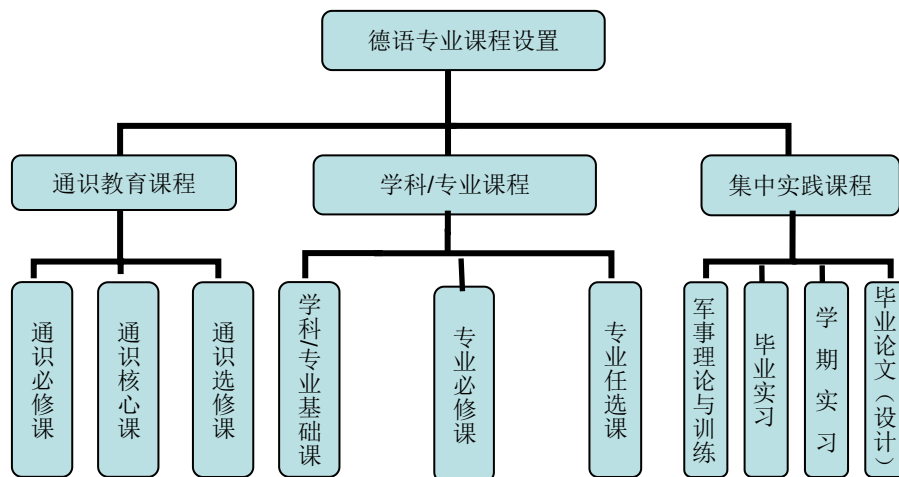 德语专业课程设置
通识教育课程
学科/专业课程
集中实践课程
通识必修课
通识核心课
通识选修课
学科/专业基础课
专业必修课
专业任选课
军事理论与训练
毕业实习
学期实习
毕业论文（设计）